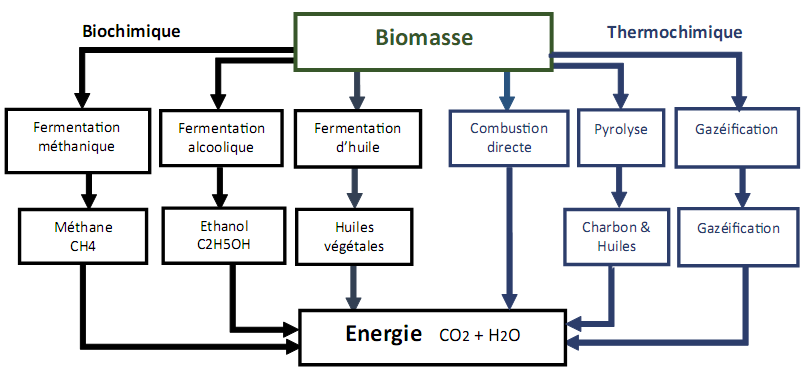 Biochimique
Biomasse
Thermochimique
Fermentation
méthanique
Fermentation
alcoolique
Fermentation
d'huile
Combustion
directe
Pyrolyse
Gazéification
Méthane
CH4
Ethanol
C2H5OH
Huiles
végétales
Charbon &
Huiles
Gazéification
Energie CO2 + H2O